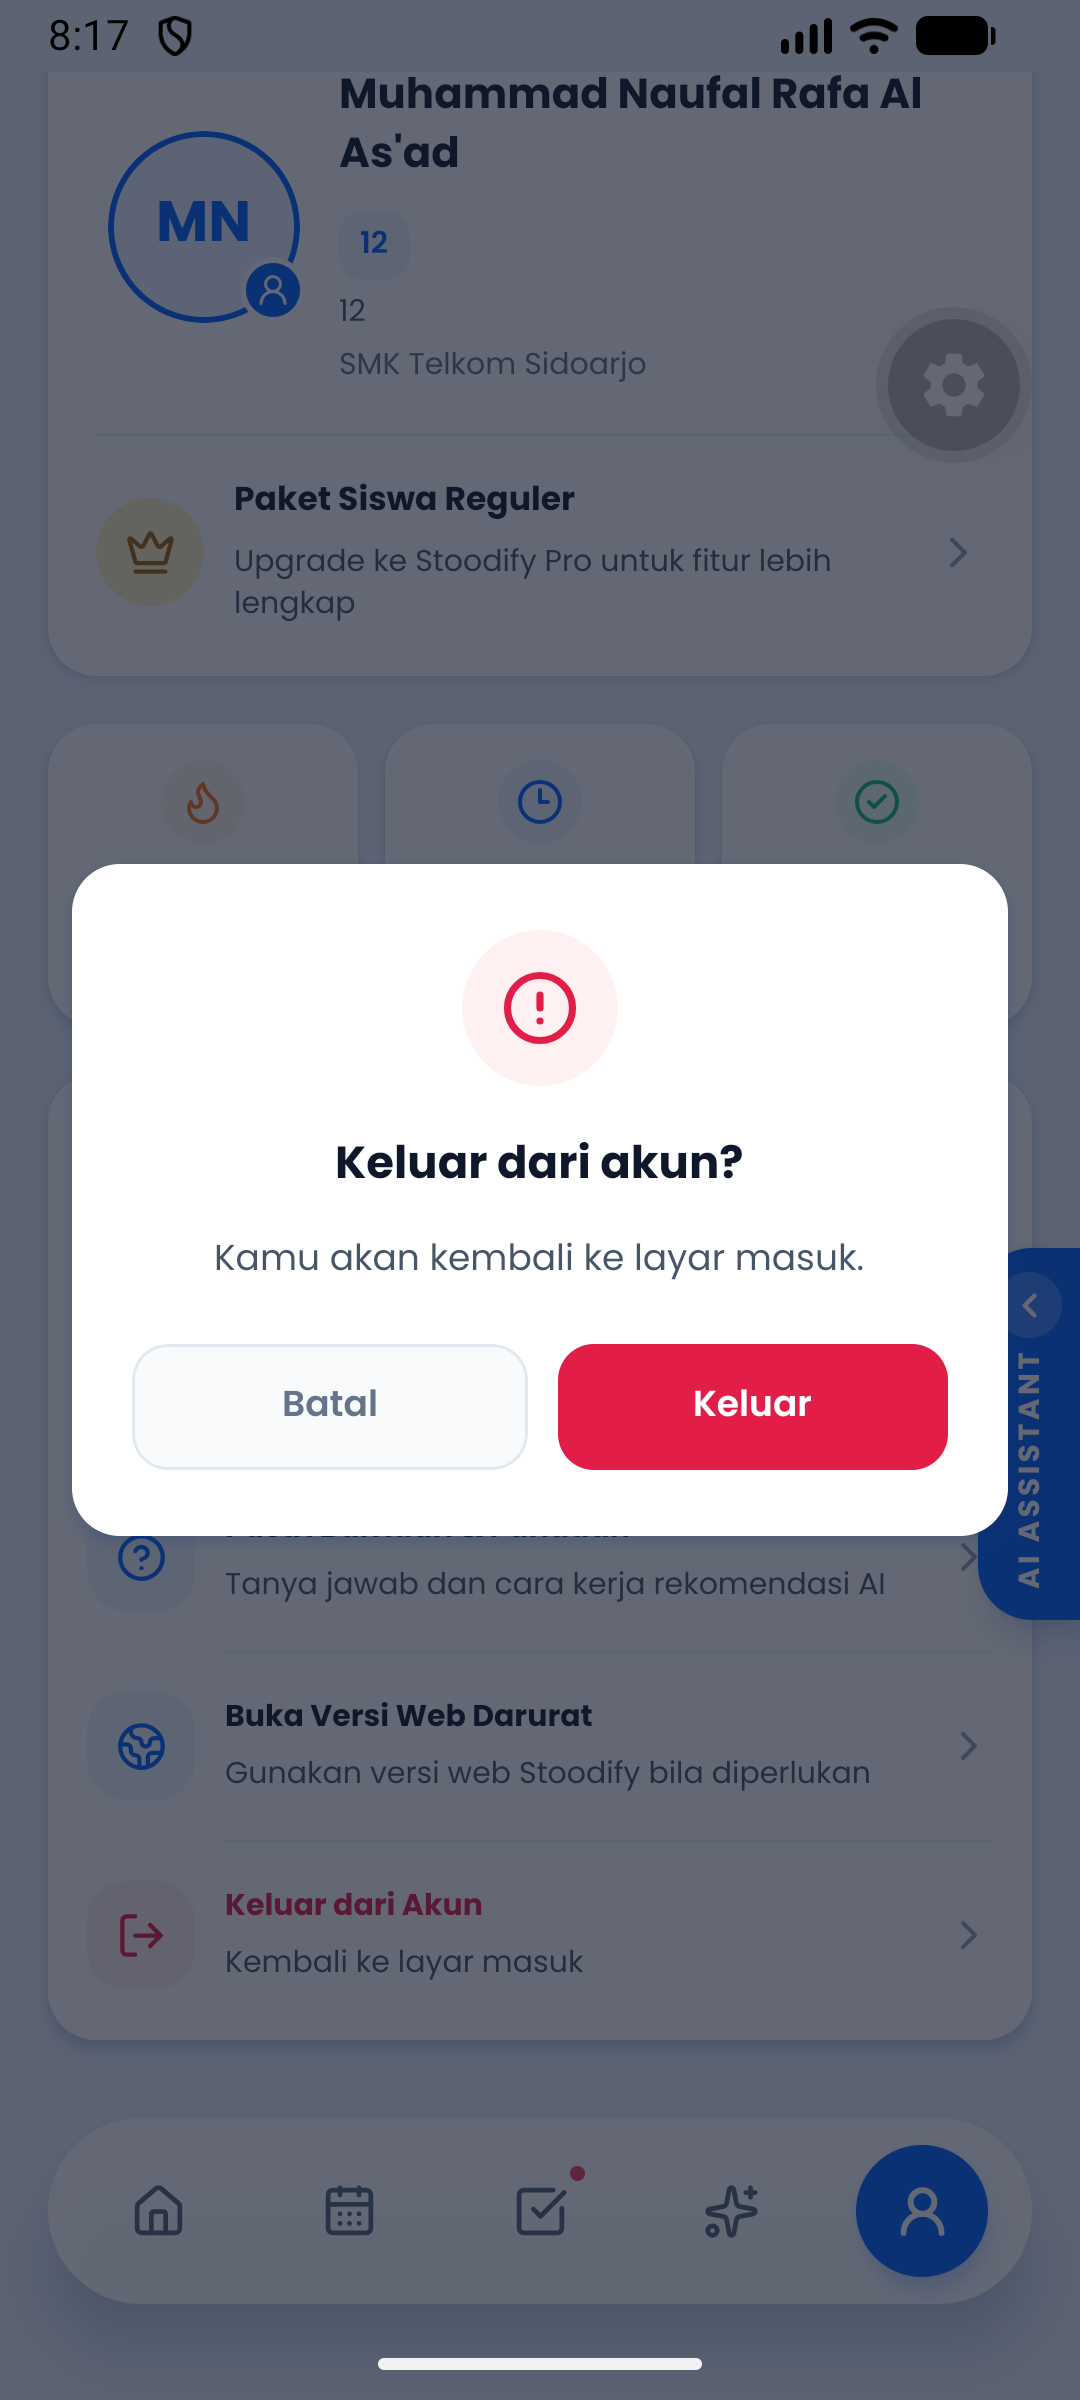 8:17
Muhammad Naufal Rafa Al
As'ad
MN
12
12
SMK Telkom Sidoarjo
Paket Siswa Reguler
Upgrade ke Stoodify Pro untuk fitur lebih
lengkap
Keluar dari akun?
Kamu akan kembali ke layar masuk.
Batal
Keluar
AI ASSISTANT
Tanya jawab dan cara kerja rekomendasi AI
Buka Versi Web Darurat
Gunakan versi web Stoodify bila diperlukan
Keluar dari Akun
Kembali ke layar masuk